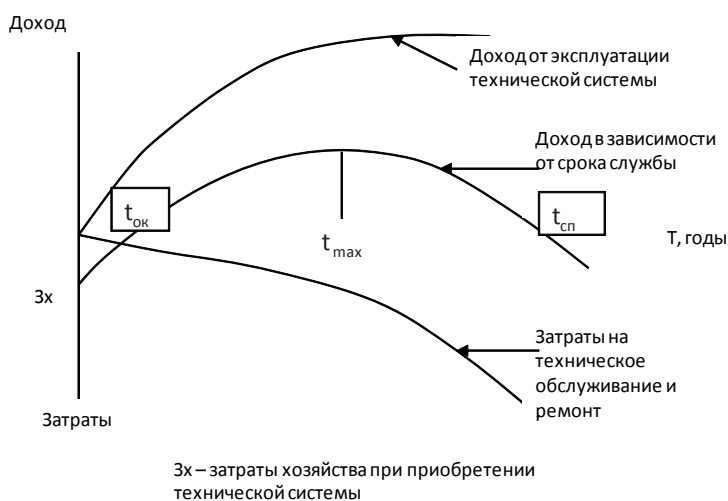 Доход
Доход от эксплуатации
технической системы
Доход в зависимости
от срока службы
tок
tсп
t max
Т, годы
Зх
Затраты на
техническое
обслуживание и
ремонт
Затраты
Зх – затраты хозяйства при приобретении
технической системы